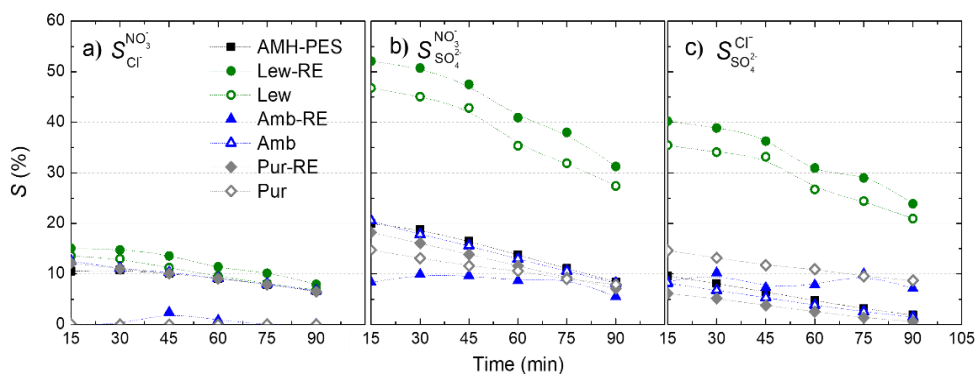 a) S NO₃⁻ Cl⁻
b) S NO₃⁻ SO₄²⁻
c) S Cl⁻ SO₄²⁻
AMH-PES
Lew-RE
Lew
Amb-RE
Amb
Pur-RE
Pur
S (%)
60
50
40
30
20
10
0
15 30 45 60 75 90 15 30 45 60 75 90 15 30 45 60 75 90 105
Time (min)